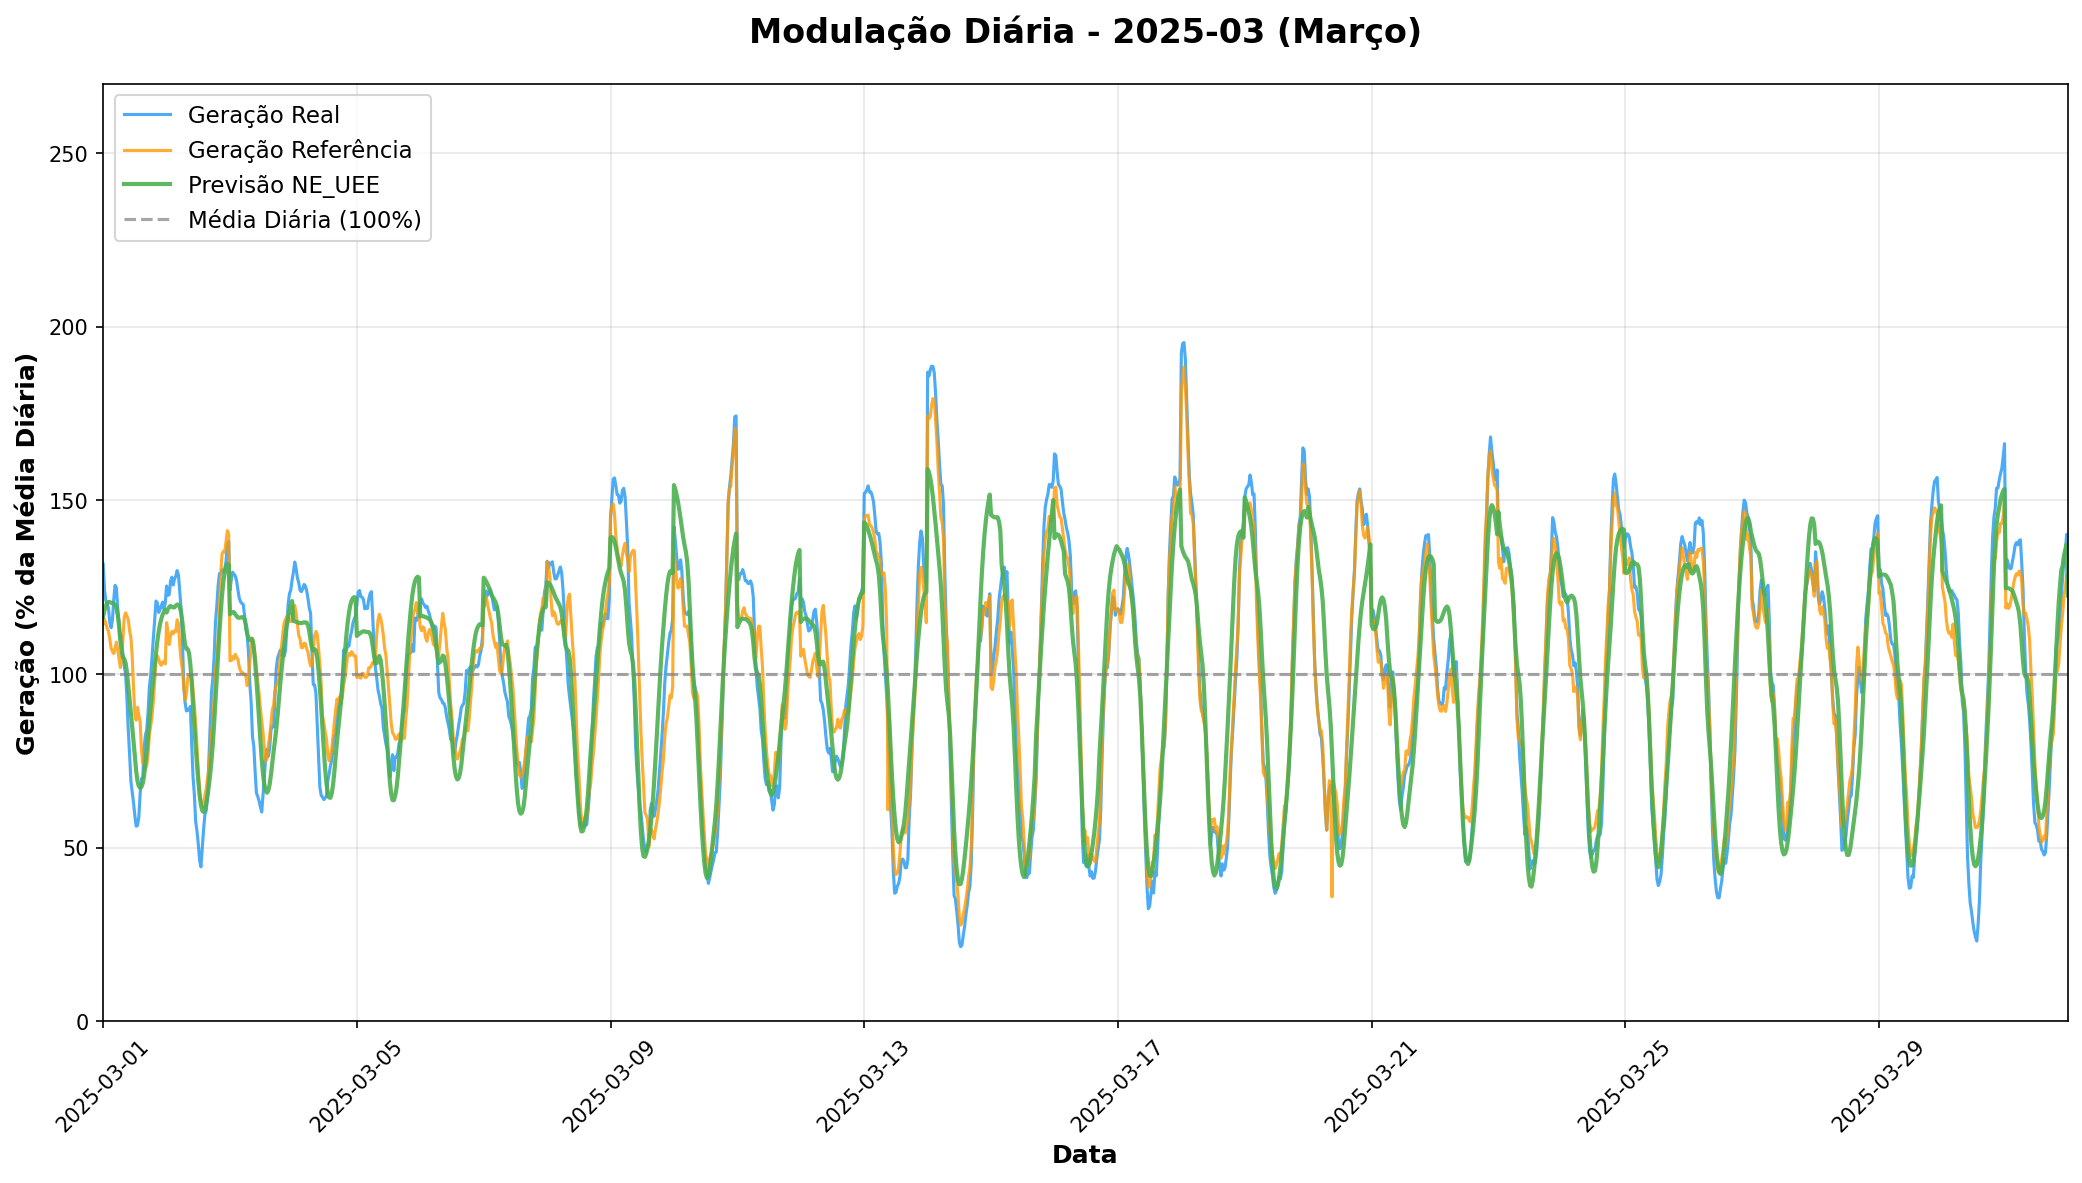 Modulação Diária - 2025-03 (Março)
Geração Real
Geração Referência
Previsão NE_UEE
Média Diária (100%)
Geração (% da Média Diária)
250
200
150
100
50
0
2025-03-01
2025-03-05
2025-03-09
2025-03-13
2025-03-17
2025-03-21
2025-03-25
2025-03-29
Data